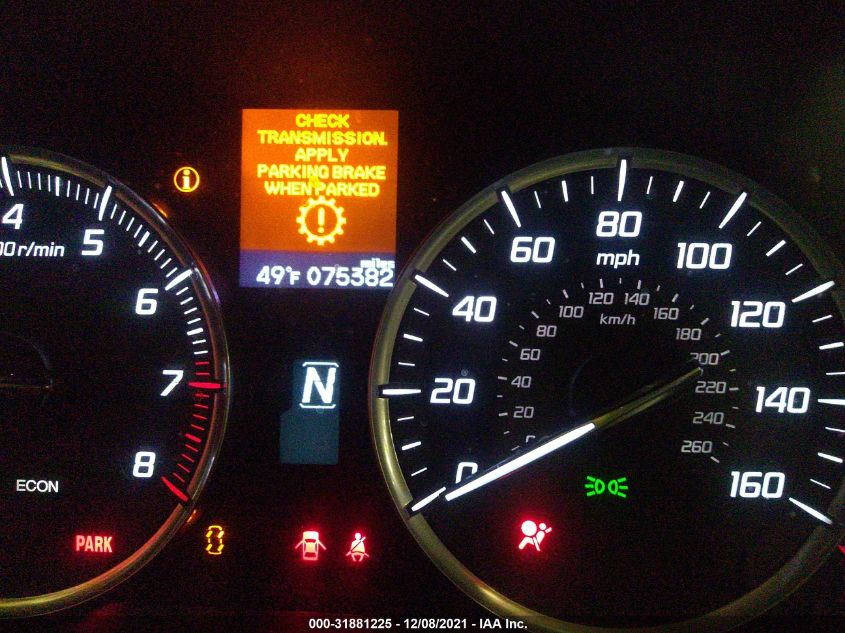 CHECK
TRANSMISSION.
APPLY
PARKING BRAKE
WHEN PARKED
miles
49°F 075382
N
4
5
6
7
8
r/min
ECON
PARK
0
20
40
60
80
100
120
140
160
mph
20
40
60
80
100
120
140
160
180
200
220
240
260
km/h
000-31881225 - 12/08/2021 - IAA Inc.